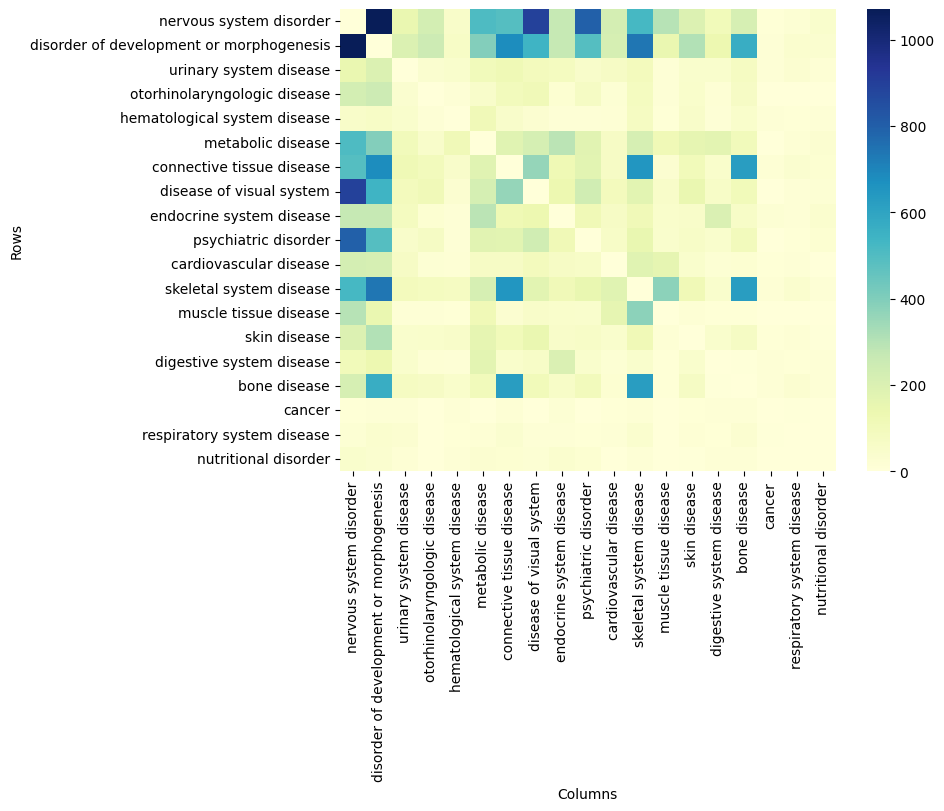 nervous system disorder
disorder of development or morphogenesis
urinary system disease
otorhinolaryngologic disease
hematological system disease
metabolic disease
connective tissue disease
disease of visual system
endocrine system disease
psychiatric disorder
cardiovascular disease
skeletal system disease
muscle tissue disease
skin disease
digestive system disease
bone disease
cancer
respiratory system disease
nutritional disorder
Rows
nervous system disorder
disorder of development or morphogenesis
urinary system disease
otorhinolaryngologic disease
hematological system disease
metabolic disease
connective tissue disease
disease of visual system
endocrine system disease
psychiatric disorder
cardiovascular disease
skeletal system disease
muscle tissue disease
skin disease
digestive system disease
bone disease
cancer
respiratory system disease
nutritional disorder
Columns
1000
800
600
400
200
0